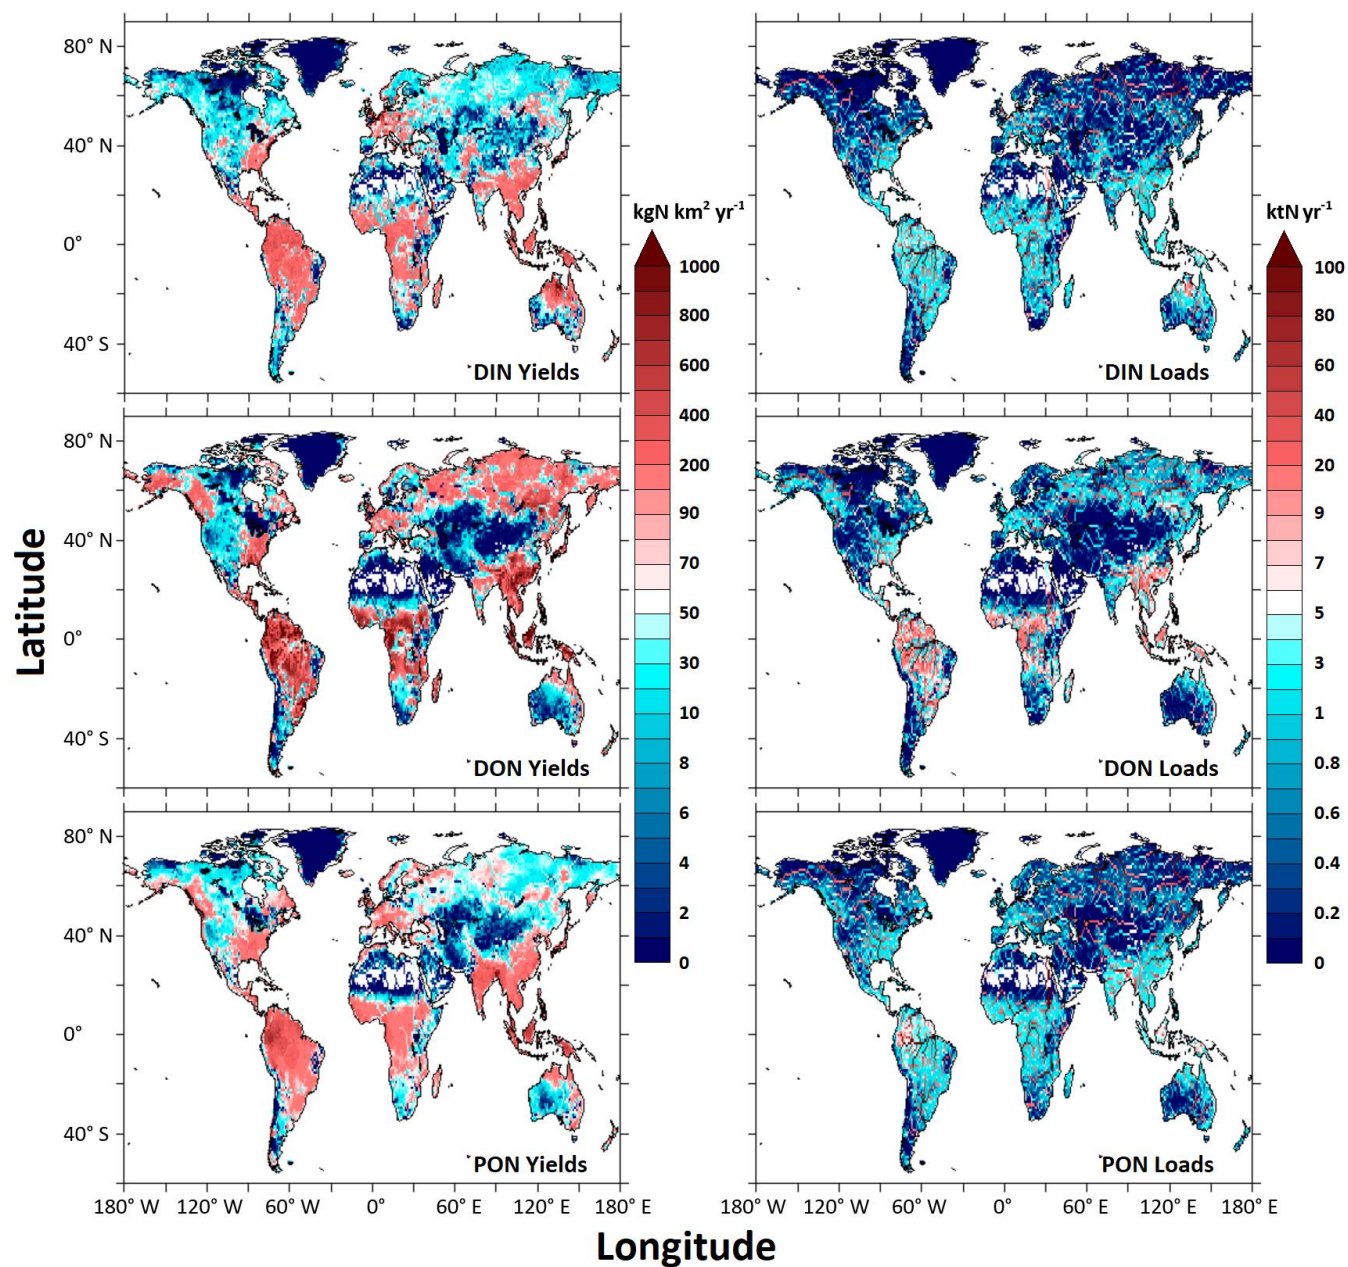 80° N
40° N
0°
40° S
DIN Yields
DIN Loads
kgN km² yr⁻¹
1000
800
600
400
200
90
70
50
30
10
8
6
4
2
0
ktN yr⁻¹
100
80
60
40
20
9
7
5
3
1
0.8
0.6
0.4
0.2
0
Latitude
80° N
40° N
0°
40° S
DON Yields
DON Loads
80° N
40° N
0°
40° S
PON Yields
PON Loads
180° W 120° W 60° W 0° 60° E 120° E 180° E
180° W 120° W 60° W 0° 60° E 120° E 180° E
Longitude